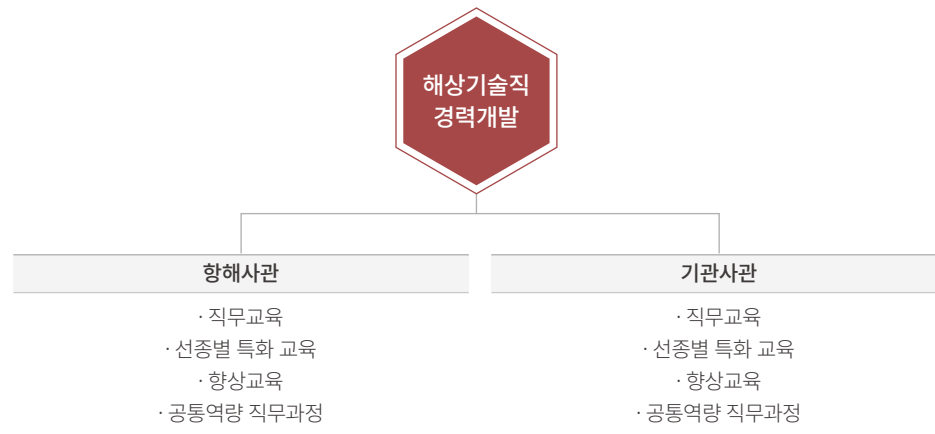 해상기술직
경력개발
항해사관
· 직무교육
· 선종별 특화 교육
· 향상교육
· 공통역량 직무과정
기관사관
· 직무교육
· 선종별 특화 교육
· 향상교육
· 공통역량 직무과정